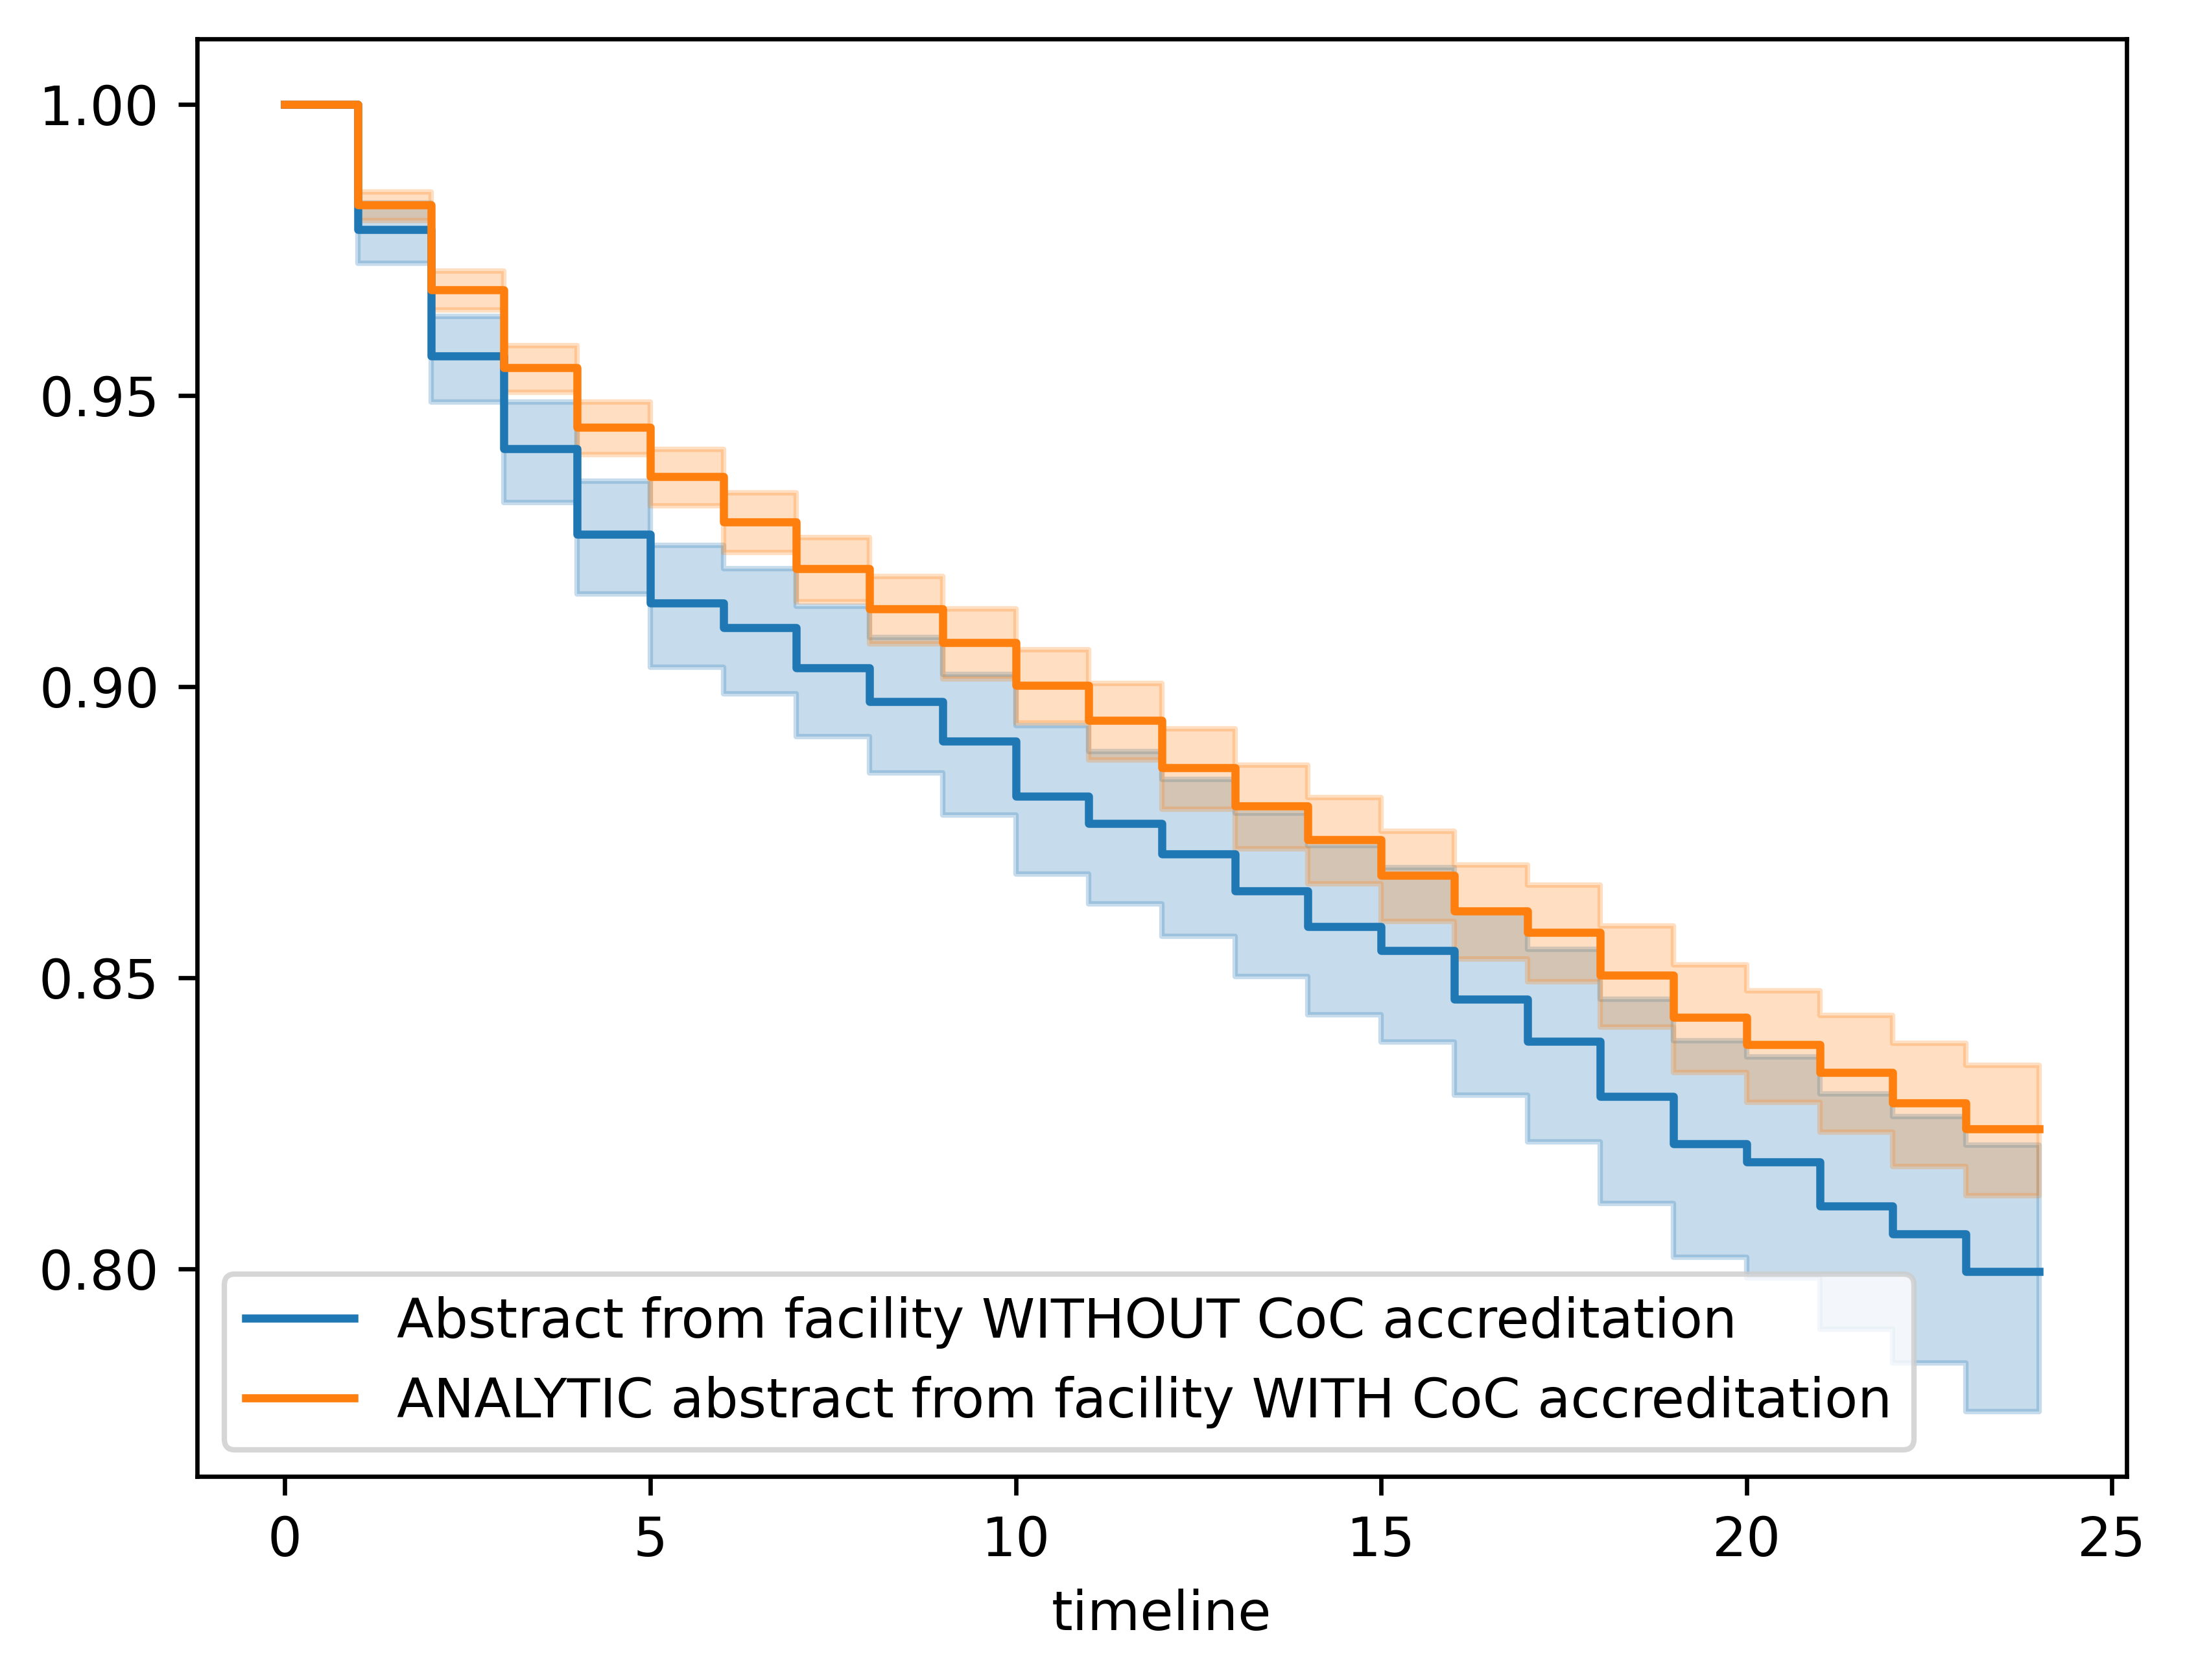 1.00
0.95
0.90
0.85
0.80
Abstract from facility WITHOUT CoC accreditation
ANALYTIC abstract from facility WITH CoC accreditation
0 5 10 15 20 25
timeline